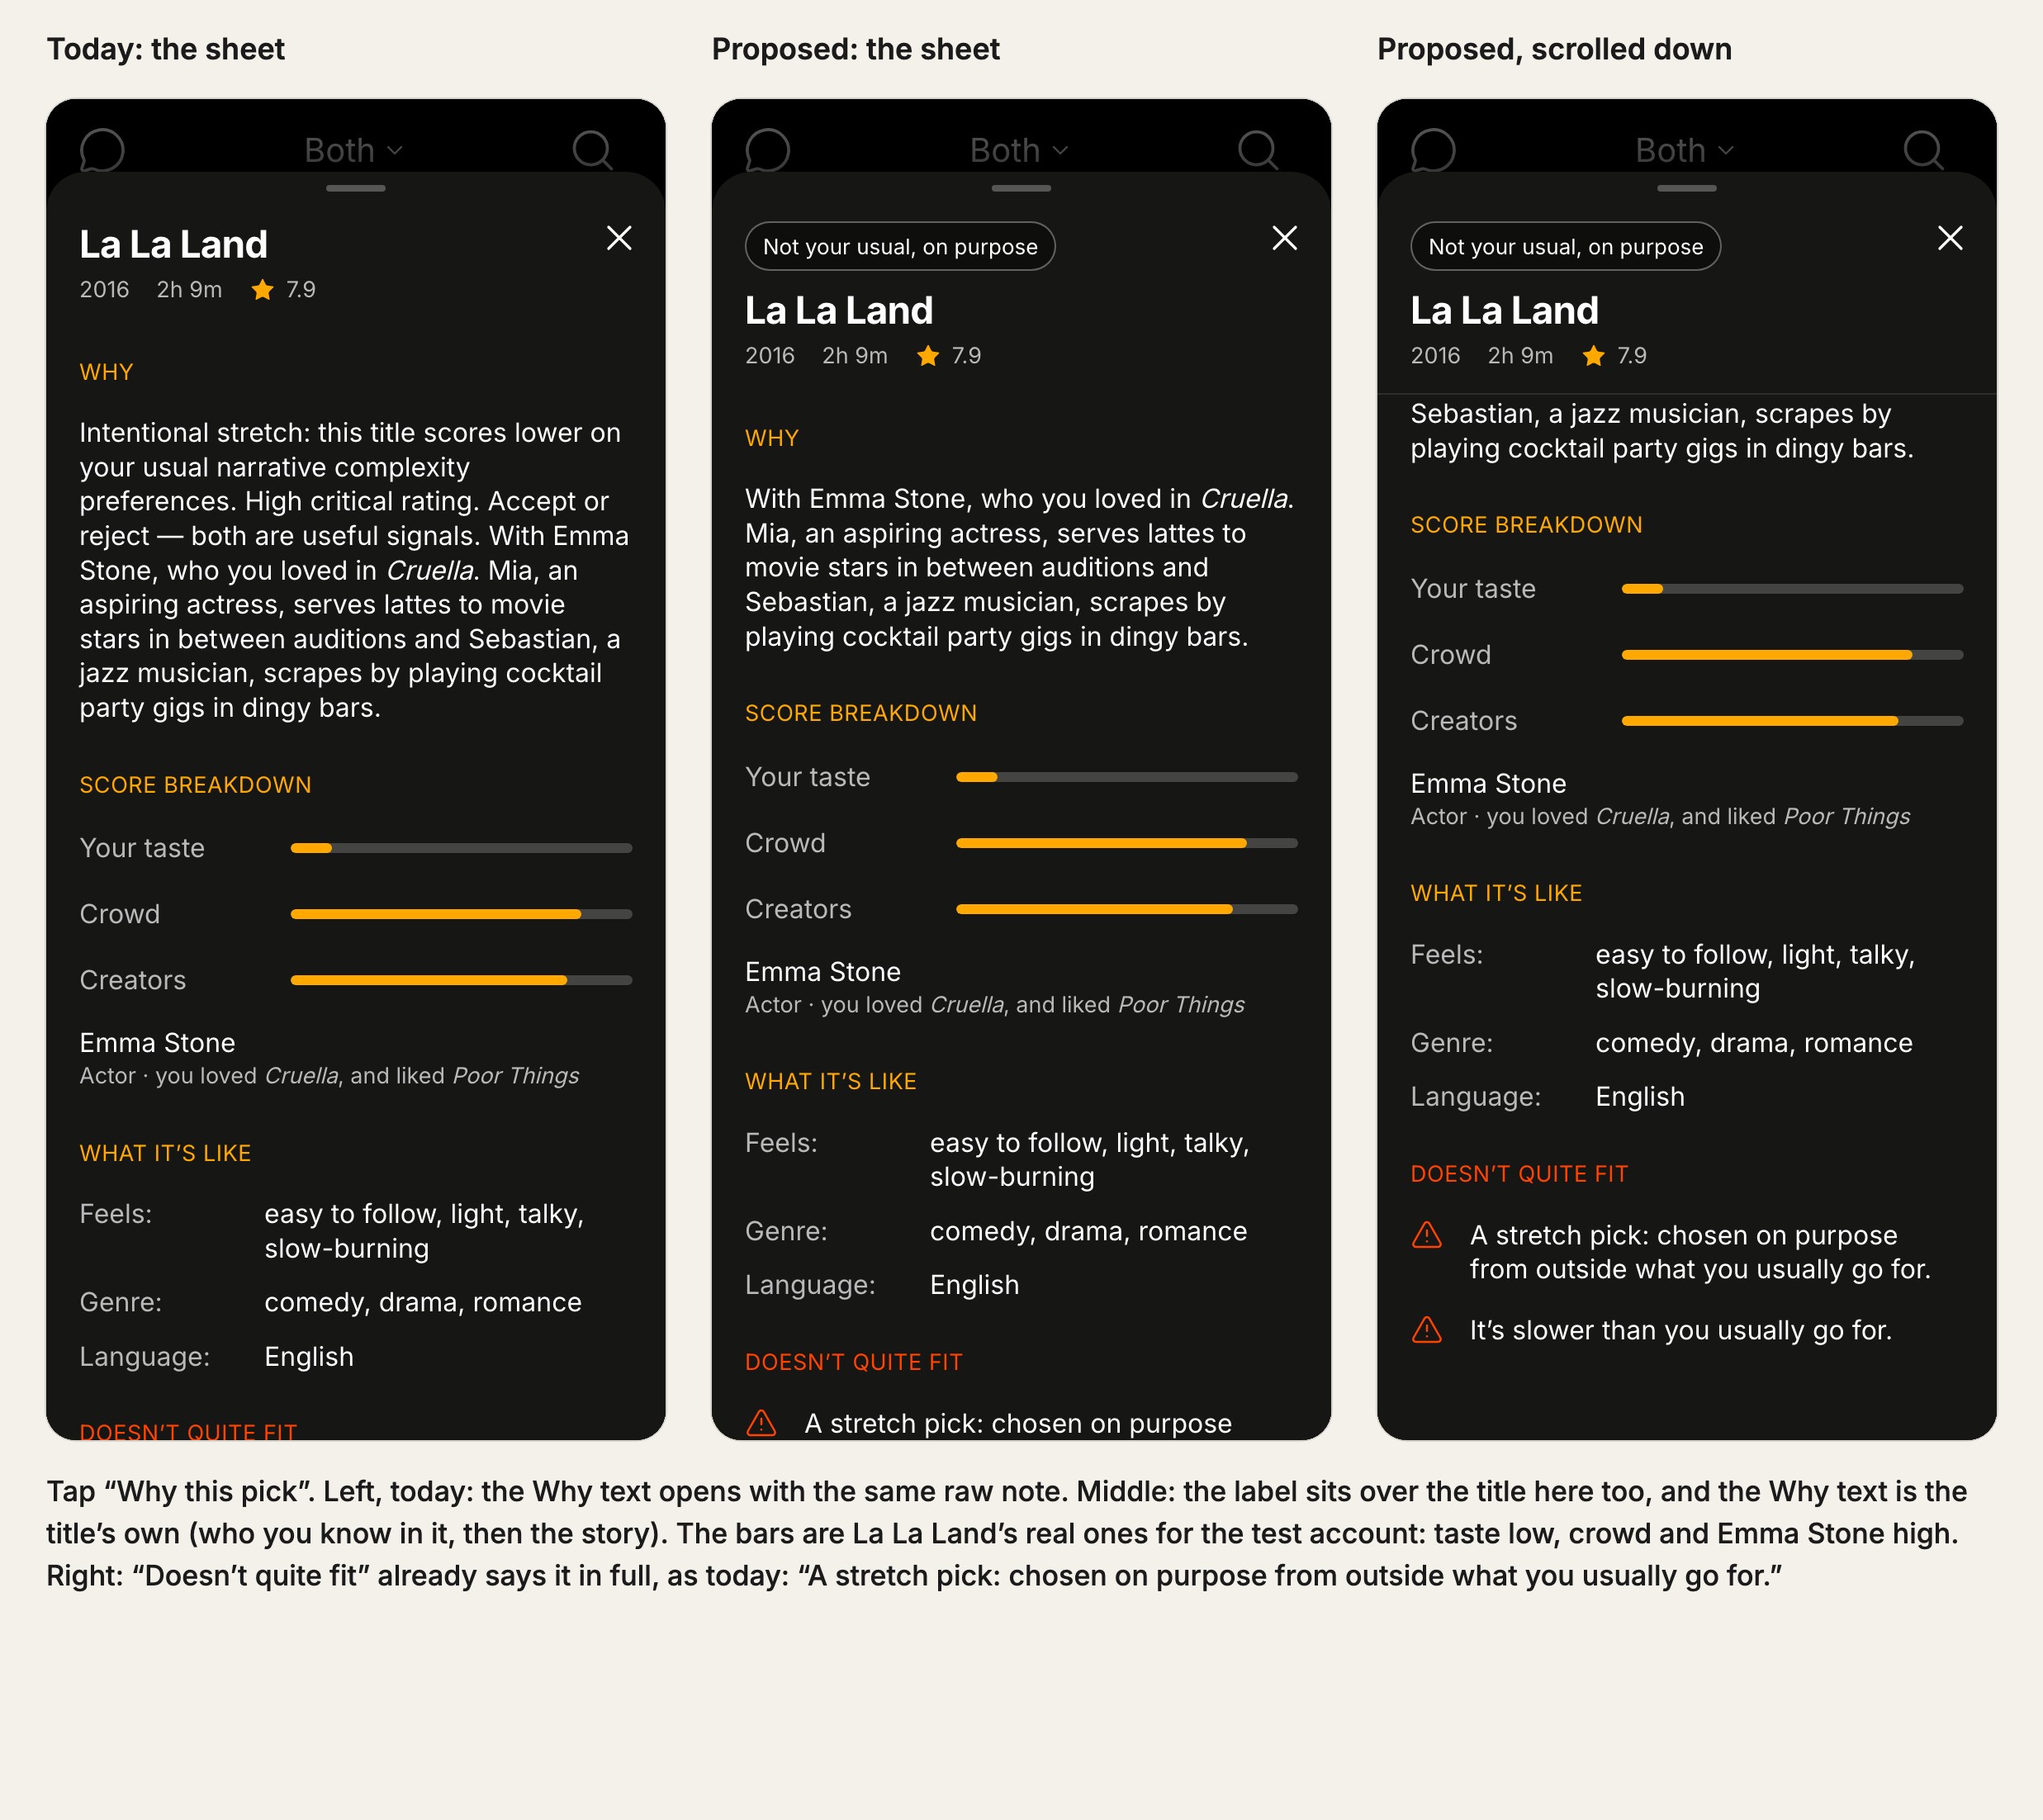 Today: the sheet
Both
La La Land
2016 2h 9m 7.9
WHY
Intentional stretch: this title scores lower on
your usual narrative complexity
preferences. High critical rating. Accept or
reject — both are useful signals. With Emma
Stone, who you loved in Cruella. Mia, an
aspiring actress, serves lattes to movie
stars in between auditions and Sebastian, a
jazz musician, scrapes by playing cocktail
party gigs in dingy bars.
SCORE BREAKDOWN
Your taste
Crowd
Creators
Emma Stone
Actor · you loved Cruella, and liked Poor Things
WHAT IT’S LIKE
Feels: easy to follow, light, talky,
slow-burning
Genre: comedy, drama, romance
Language: English
DOESN’T QUITE FIT
Proposed: the sheet
Both
Not your usual, on purpose
La La Land
2016 2h 9m 7.9
WHY
With Emma Stone, who you loved in Cruella.
Mia, an aspiring actress, serves lattes to
movie stars in between auditions and
Sebastian, a jazz musician, scrapes by
playing cocktail party gigs in dingy bars.
SCORE BREAKDOWN
Your taste
Crowd
Creators
Emma Stone
Actor · you loved Cruella, and liked Poor Things
WHAT IT’S LIKE
Feels: easy to follow, light, talky,
slow-burning
Genre: comedy, drama, romance
Language: English
DOESN’T QUITE FIT
A stretch pick: chosen on purpose
Proposed, scrolled down
Both
Not your usual, on purpose
La La Land
2016 2h 9m 7.9
Sebastian, a jazz musician, scrapes by
playing cocktail party gigs in dingy bars.
SCORE BREAKDOWN
Your taste
Crowd
Creators
Emma Stone
Actor · you loved Cruella, and liked Poor Things
WHAT IT’S LIKE
Feels: easy to follow, light, talky,
slow-burning
Genre: comedy, drama, romance
Language: English
DOESN’T QUITE FIT
A stretch pick: chosen on purpose
from outside what you usually go for.
It’s slower than you usually go for.
Tap “Why this pick”. Left, today: the Why text opens with the same raw note. Middle: the label sits over the title here too, and the Why text is the
title’s own (who you know in it, then the story). The bars are La La Land’s real ones for the test account: taste low, crowd and Emma Stone high.
Right: “Doesn’t quite fit” already says it in full, as today: “A stretch pick: chosen on purpose from outside what you usually go for.”